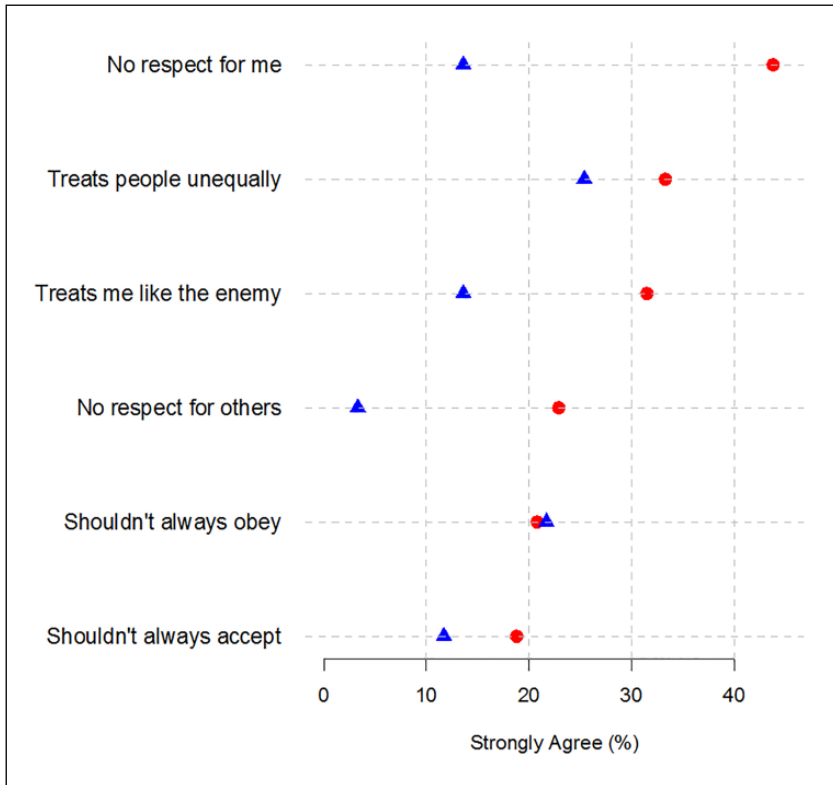 No respect for me
Treats people unequally
Treats me like the enemy
No respect for others
Shouldn't always obey
Shouldn't always accept
0 10 20 30 40
Strongly Agree (%)